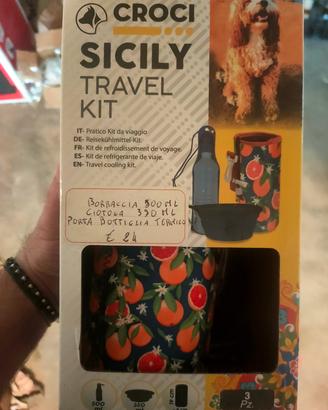 CROCI
SICILY
TRAVEL
KIT
IT- Pratico Kit da viaggio.
DE- Reisekühlmittel-Kit.
FR- Kit de refroidissement de voyage.
ES- Kit de refrigerante de viaje.
EN- Travel cooling kit.
BORRACCIA 500 ML
CIOTOLA 350 ML
PORTA BOTTIGLIA TERMICO
£ 24
500
350
3
Pz.